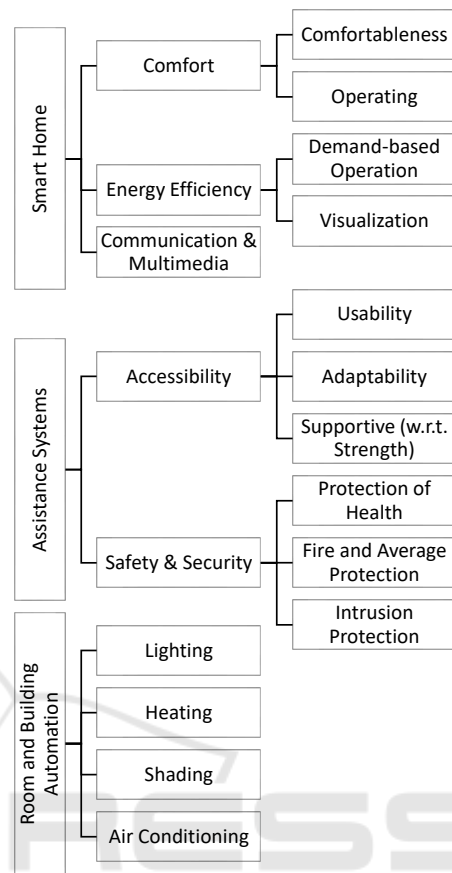 Smart Home
Comfort
Comfortableness
Operating
Energy Efficiency
Demand-based
Operation
Visualization
Communication &
Multimedia
Assistance Systems
Accessibility
Usability
Adaptability
Supportive (w.r.t.
Strength)
Safety & Security
Protection of
Health
Fire and Average
Protection
Intrusion
Protection
Room and Building
Automation
Lighting
Heating
Shading
Air Conditioning